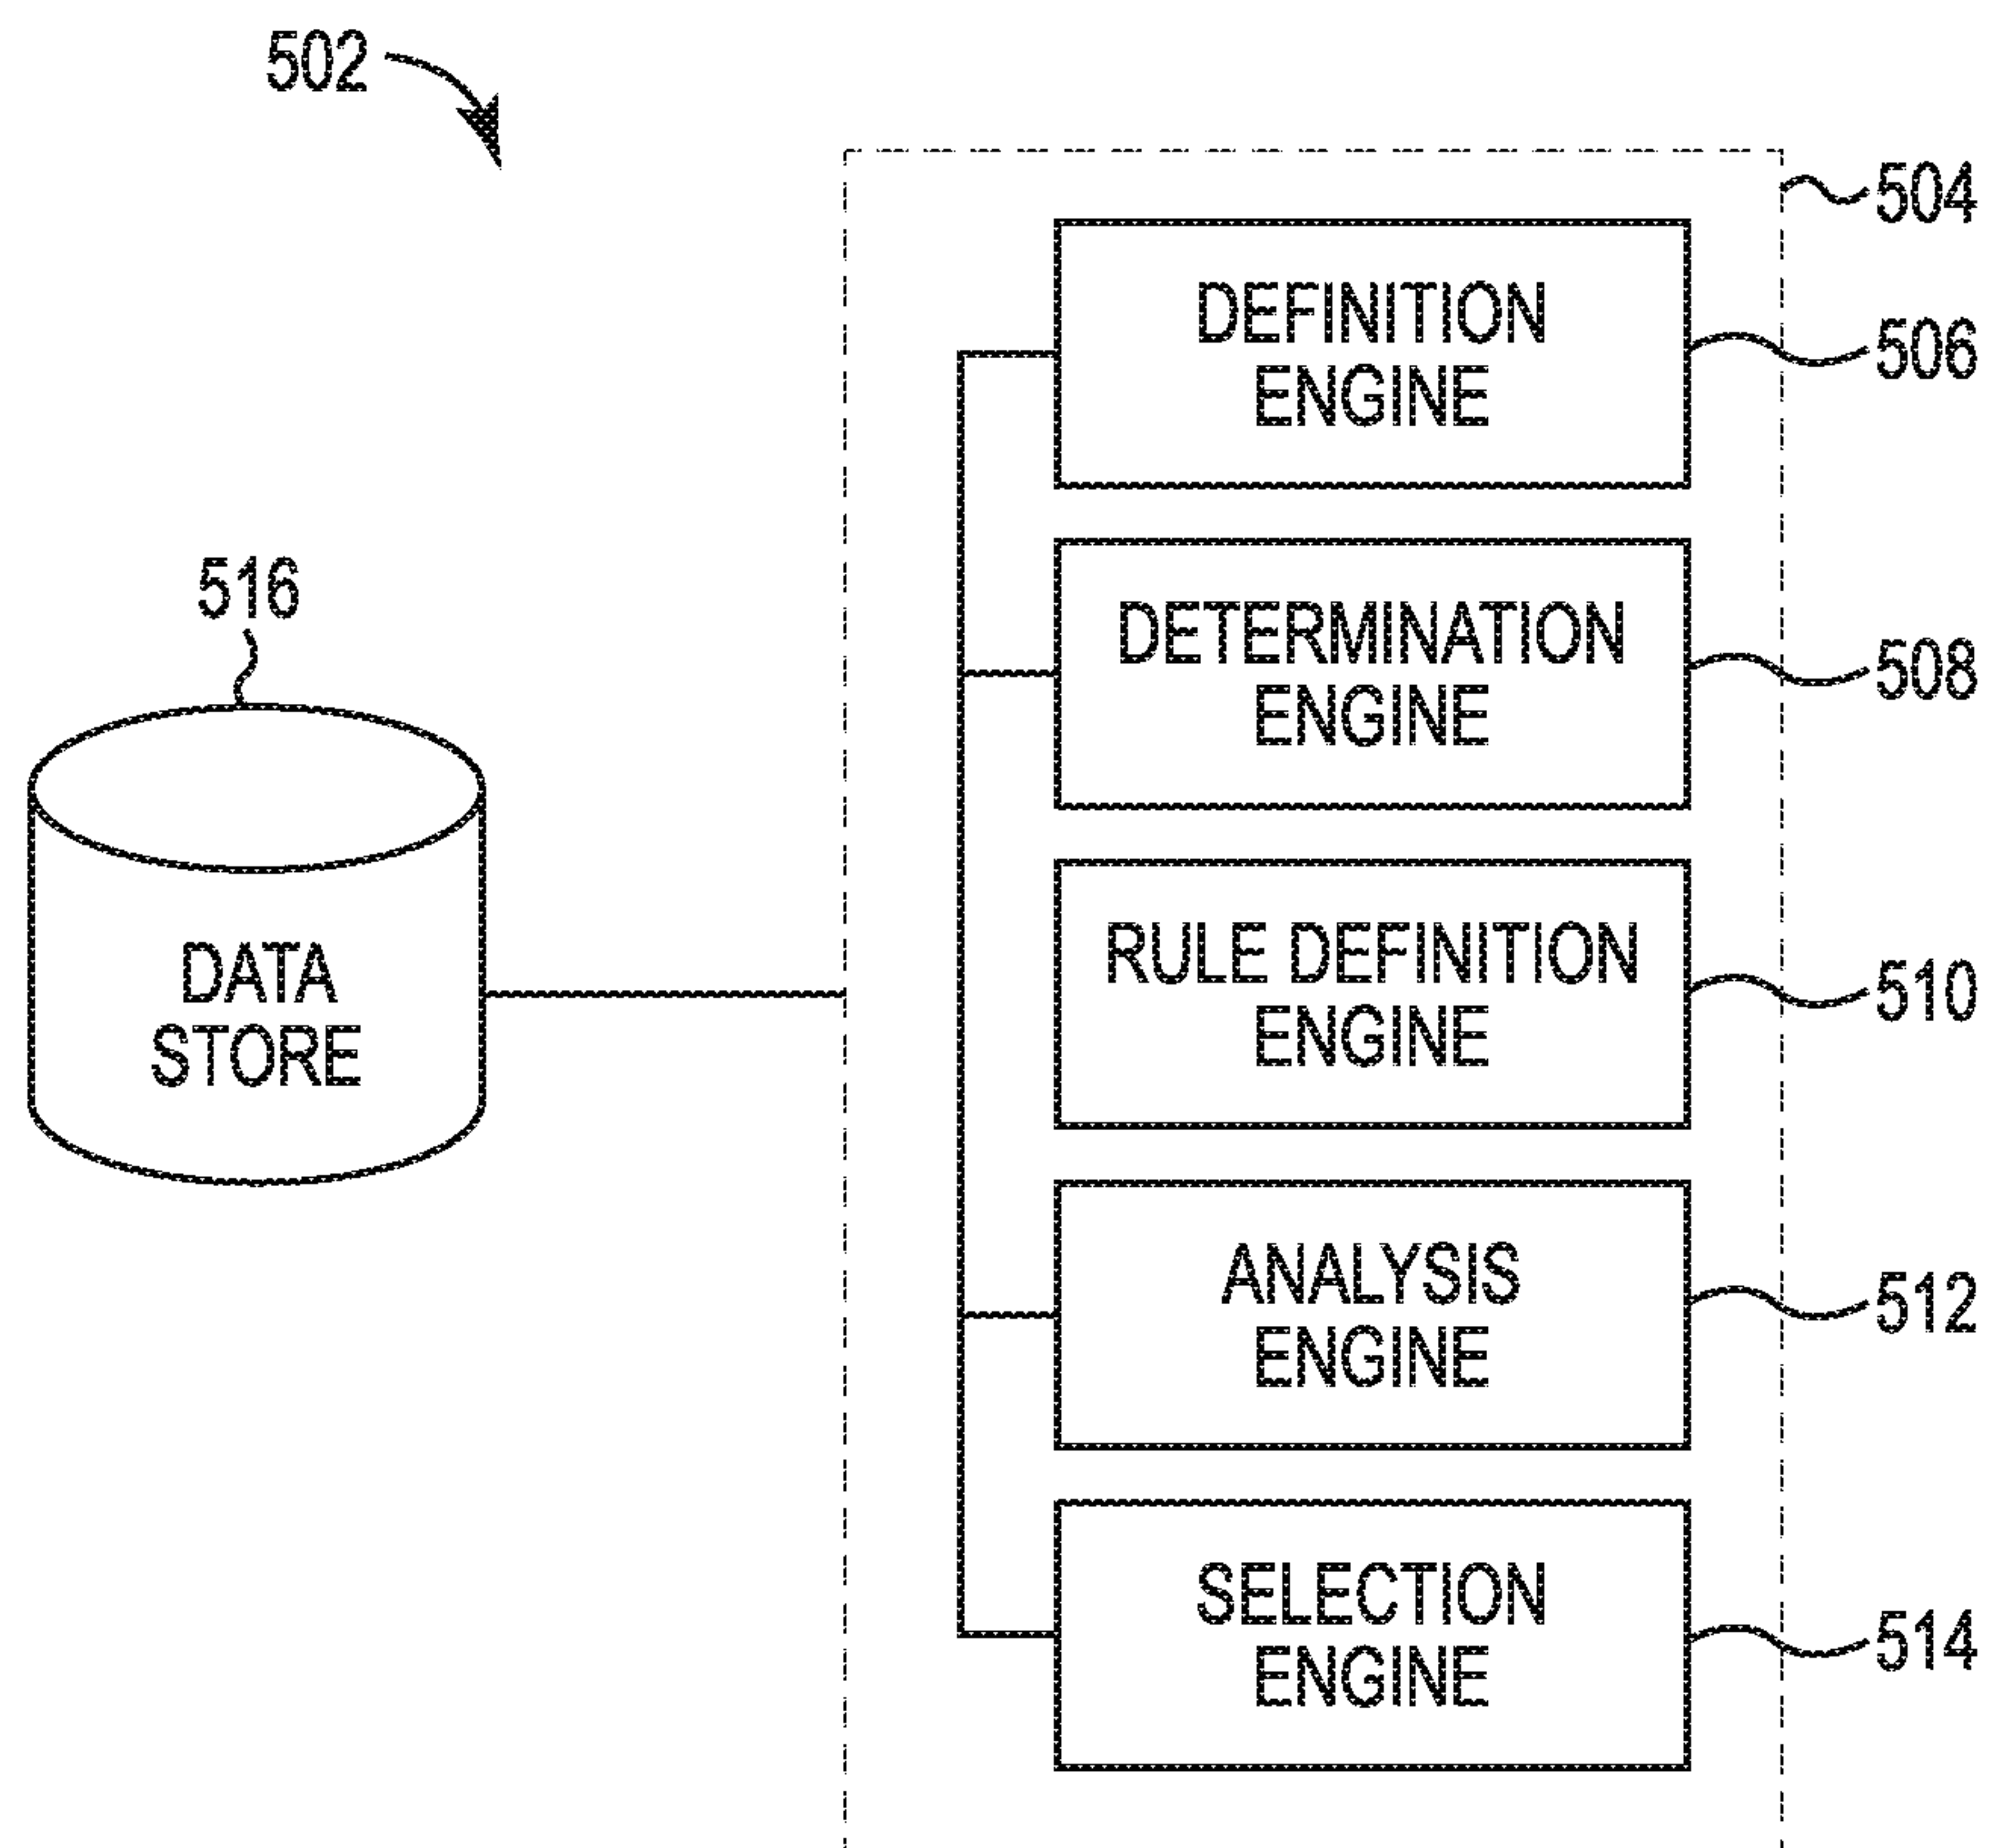 502
504
DEFINITION
ENGINE
506
516
DETERMINATION
ENGINE
508
DATA
STORE
RULE DEFINITION
ENGINE
510
ANALYSIS
ENGINE
512
SELECTION
ENGINE
514